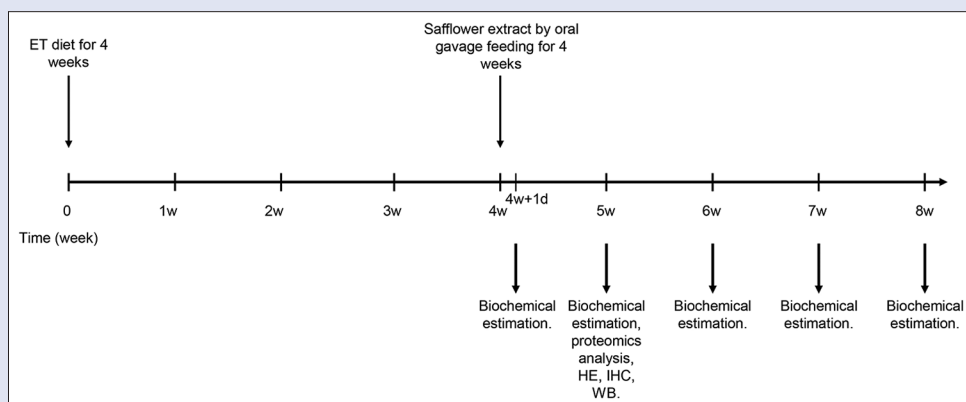 Safflower extract by oral
gavage feeding for 4
weeks
ET diet for 4
weeks
4w+1d
0
1w
2w
3w
4w
5w
6w
7w
8w
Time (week)
Biochemical
estimation.
Biochemical
estimation,
proteomics
analysis,
HE, IHC,
WB.
Biochemical
estimation.
Biochemical
estimation.
Biochemical
estimation.